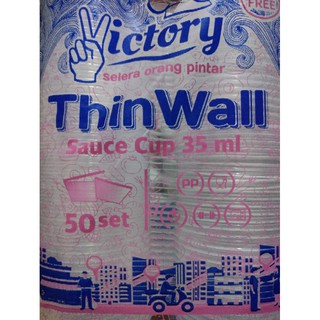 FREE!
Victory
selera orang pintar
ThinWall
Sauce Cup 35 ml
PP
50 set